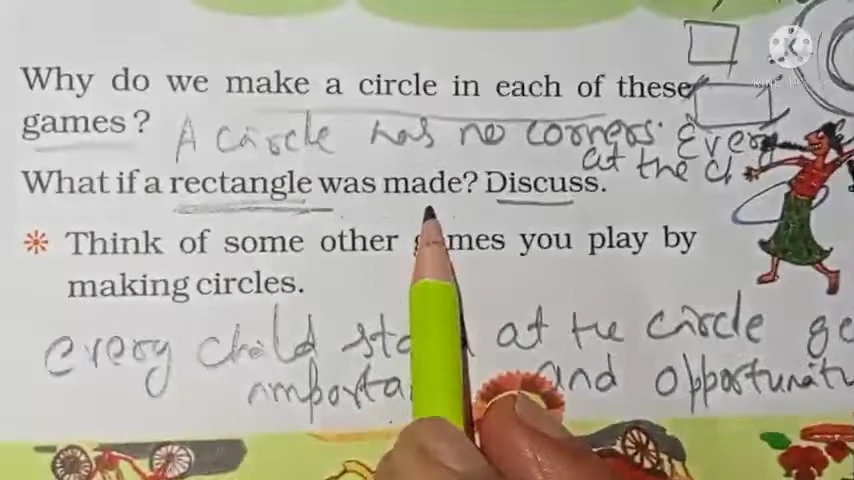 Why do we make a circle in each of these
games ? A circle has no corners. Every
at the
What if a rectangle was made? Discuss.
Think of some other games you play by
making circles.
every child at the circle
and
K